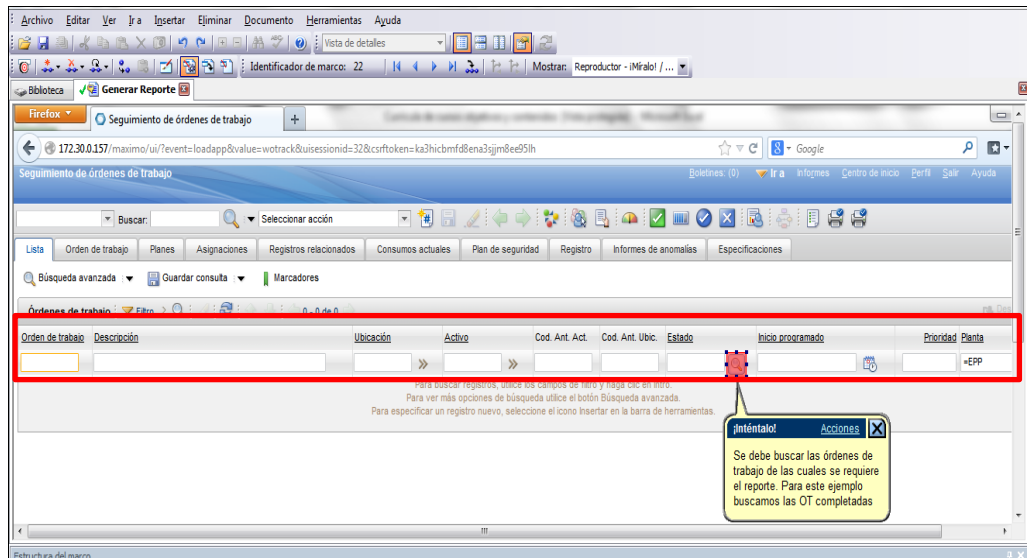 Archivo Editar Ver Ir a Insertar Eliminar Documento Herramientas Ayuda
Vista de detalles
Identificador de marco: 22 Mostrar: Reproductor - ¡Míralo! / ...
Biblioteca Generar Reporte
Firefox Seguimiento de órdenes de trabajo +
172.30.0.157/maximo/ui/?event=loadapp&value=wotrack&uisessionid=32&csrftoken=ka3hicbmfd8ena3sjjm8ee95lh Google
Seguimiento de órdenes de trabajo Boletines: (0) Ir a Informes Centro de inicio Perfil Salir Ayuda
Buscar: Seleccionar acción
Lista Orden de trabajo Planes Asignaciones Registros relacionados Consumos actuales Plan de seguridad Registro Informes de anomalías Especificaciones
Búsqueda avanzada Guardar consulta Marcadores
Órdenes de trabajo Filtro 0 - 0 de 0
Orden de trabajo Descripción Ubicación Activo Cod. Ant. Act. Cod. Ant. Ubic. Estado Inicio programado Prioridad Planta
=EPP
Para buscar registros, utilice los campos de filtro y haga clic en Intro.
Para ver más opciones de búsqueda utilice el botón Búsqueda avanzada.
Para especificar un registro nuevo, seleccione el icono Insertar en la barra de herramientas.
¡Inténtalo! Acciones X
Se debe buscar las órdenes de
trabajo de las cuales se requiere
el reporte. Para este ejemplo
buscamos las OT completadas
Estructura del marco